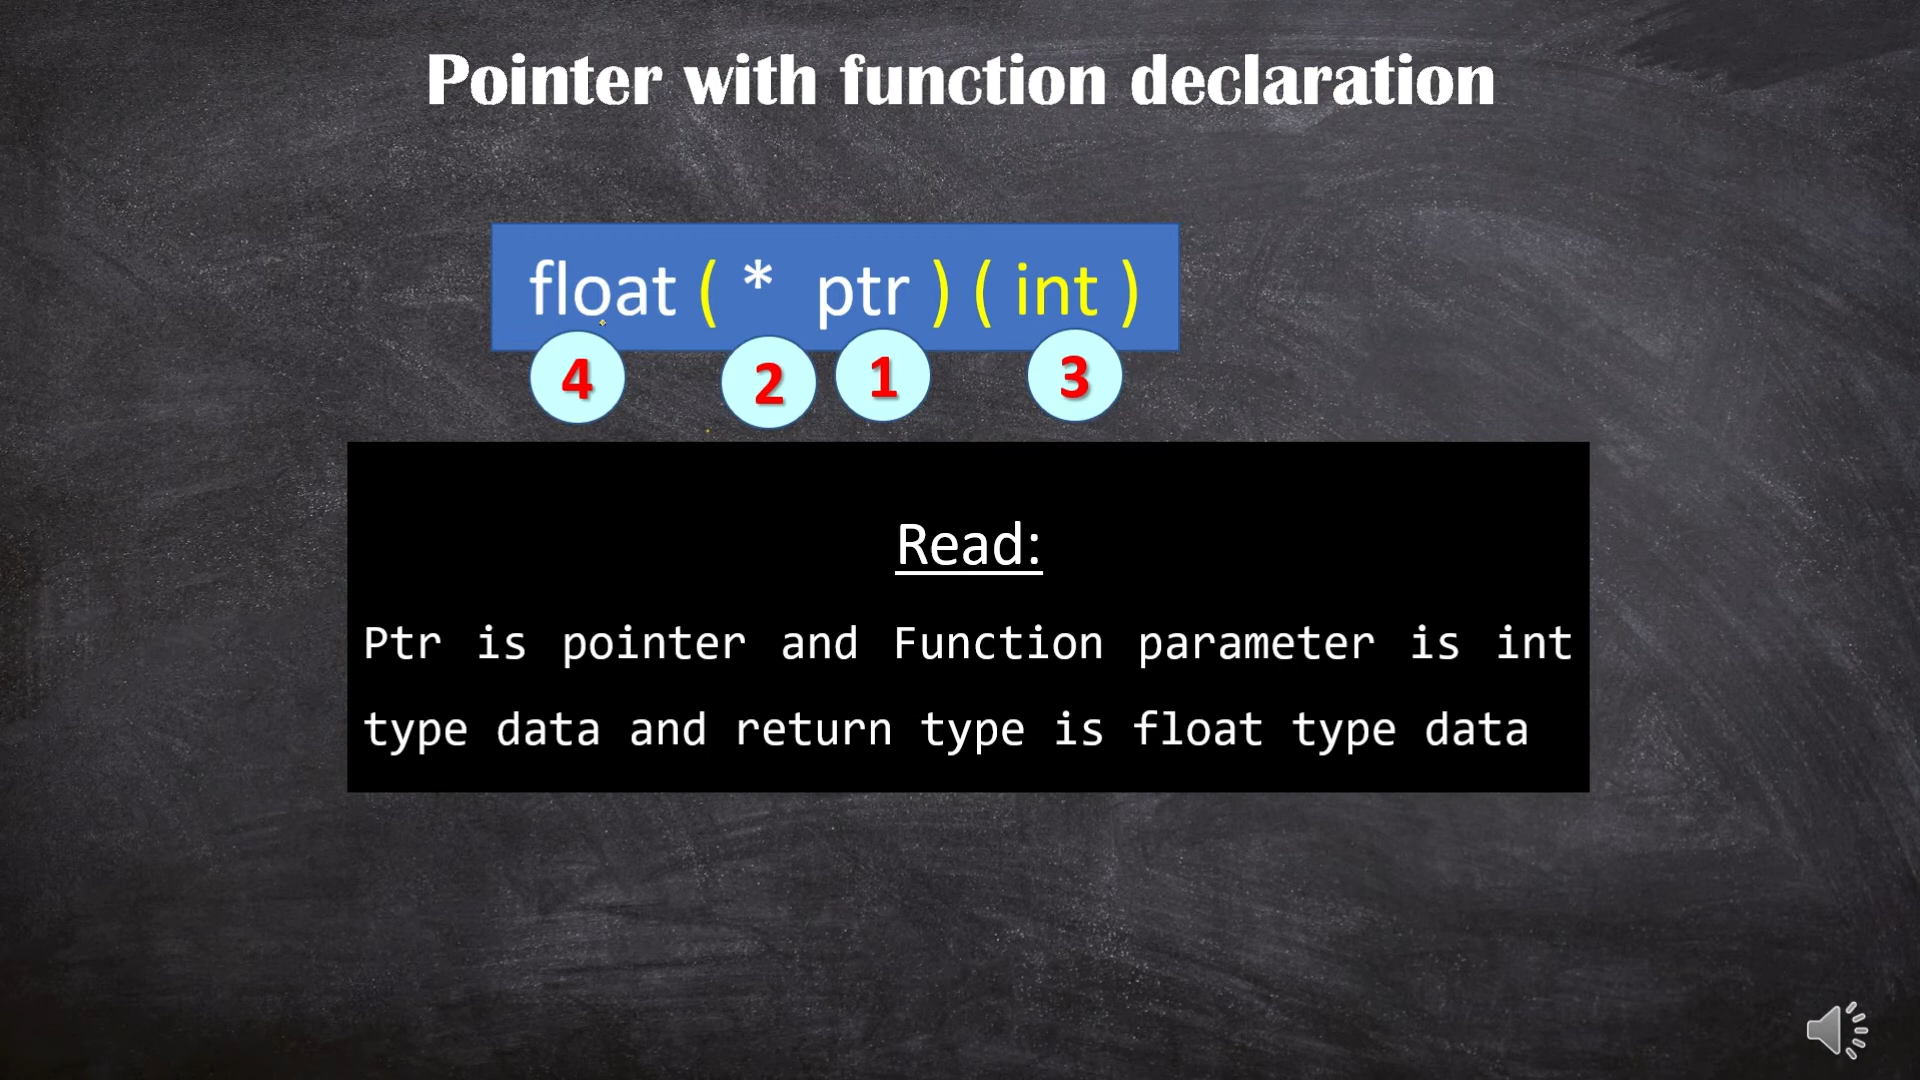 Pointer with function declaration
float ( * ptr ) ( int )
4 2 1 3
Read:
Ptr is pointer and Function parameter is int
type data and return type is float type data